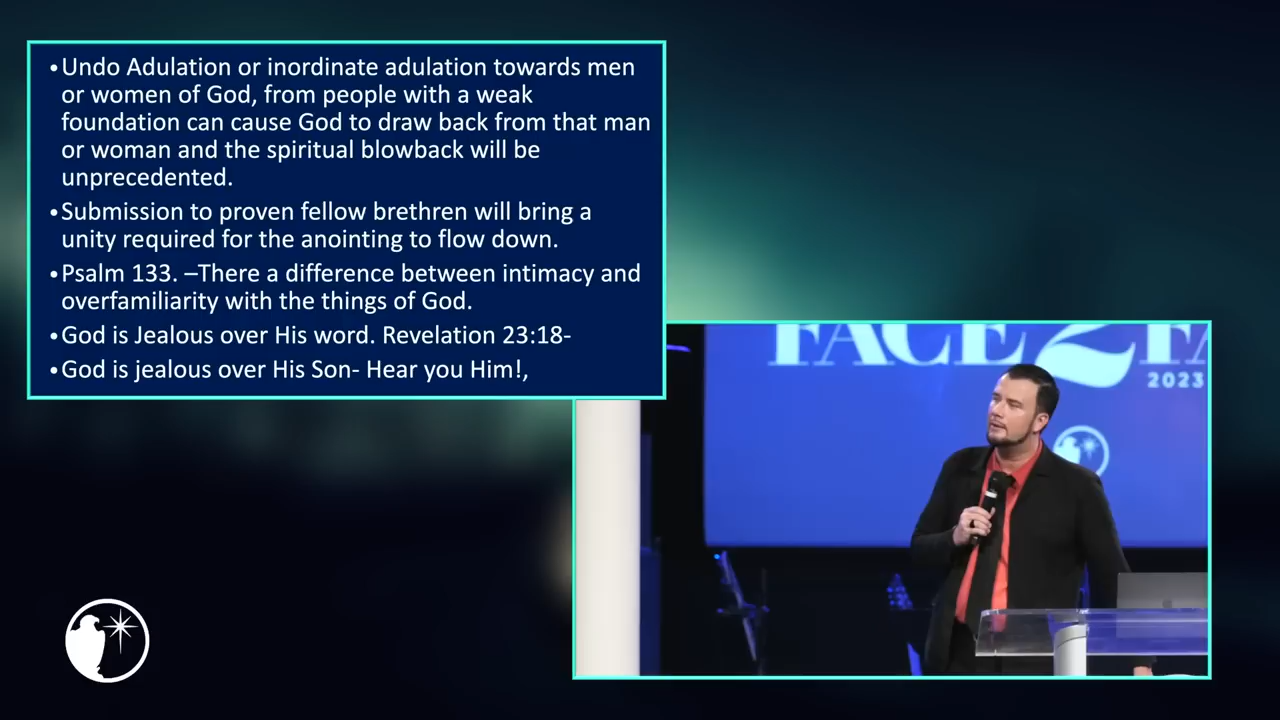 •Undo Adulation or inordinate adulation towards men
or women of God, from people with a weak
foundation can cause God to draw back from that man
or woman and the spiritual blowback will be
unprecedented.
•Submission to proven fellow brethren will bring a
unity required for the anointing to flow down.
•Psalm 133. –There a difference between intimacy and
overfamiliarity with the things of God.
•God is Jealous over His word. Revelation 23:18-
•God is jealous over His Son- Hear you Him!,
FACE2FA
2023